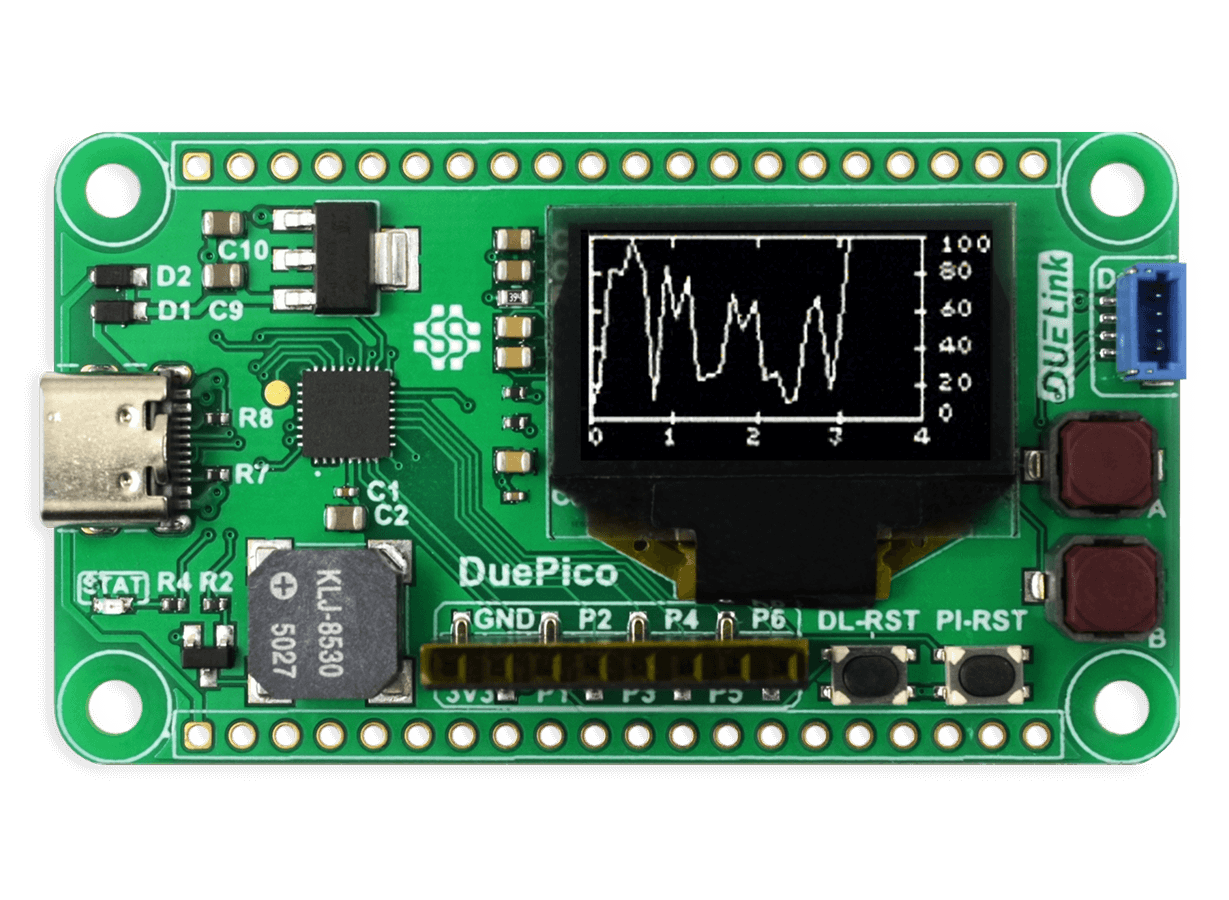 C10
D2
D1 C9
394
100
80
60
40
20
0
0 1 2 3 4
DUELink
D
R8
R7
C1
C2
A
STAT R4 R2
KLJ-8530
+ 5027
DuePico
GND P2 P4 P6
DL-RST PI-RST
B
3V3 P1 P3 P5